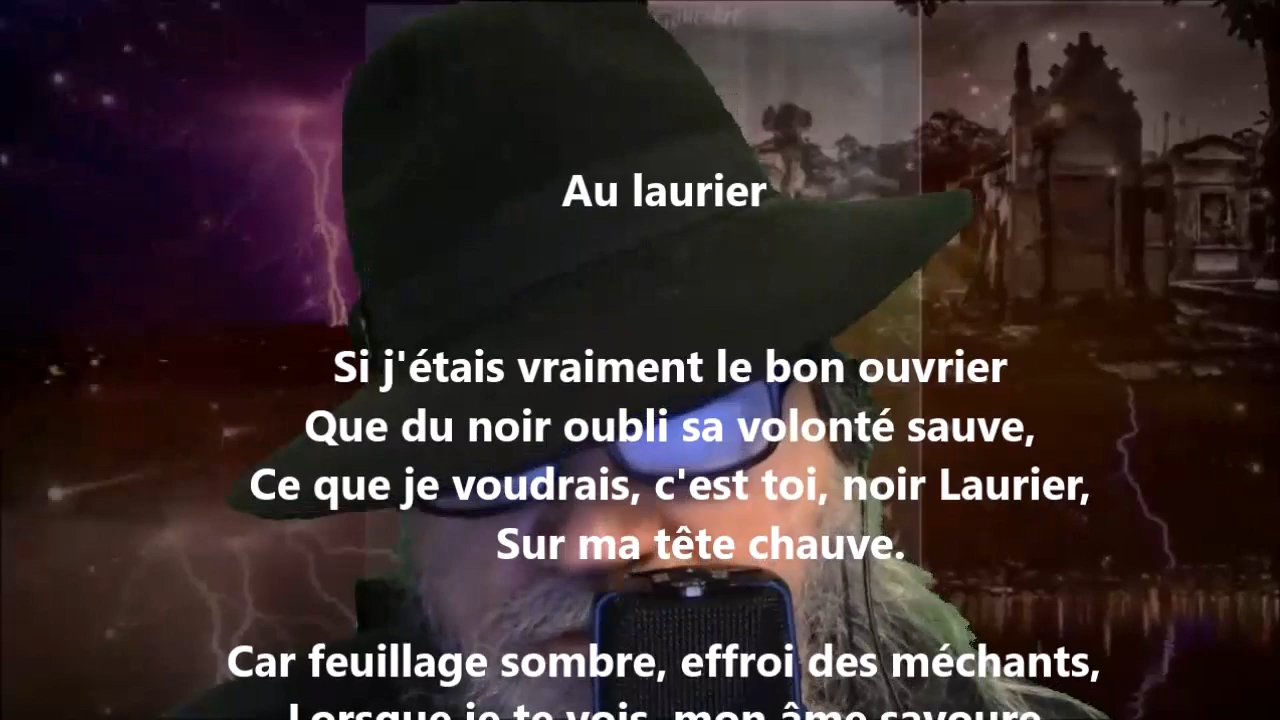 Au laurier
Si j'étais vraiment le bon ouvrier
Que du noir oubli sa volonté sauve,
Ce que je voudrais, c'est toi, noir Laurier,
Sur ma tête chauve.
Car feuillage sombre, effroi des méchants,
Lorsque je te vois, mon âme savoure